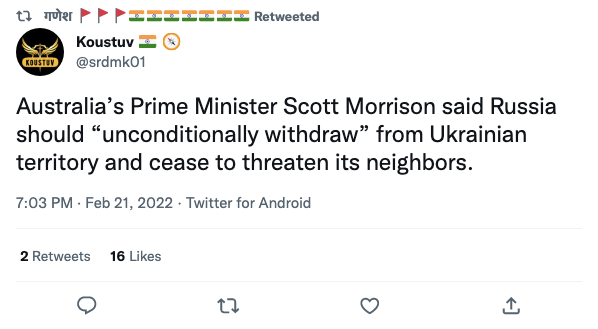 गणेश 🚩🚩🚩🇮🇳🇮🇳🇮🇳🇮🇳🇮🇳🇮🇳🇮🇳 Retweeted
KOUSTUV
Koustuv 🇮🇳 🧭
@srdmk01
Australia’s Prime Minister Scott Morrison said Russia
should “unconditionally withdraw” from Ukrainian
territory and cease to threaten its neighbors.
7:03 PM · Feb 21, 2022 · Twitter for Android
2 Retweets 16 Likes